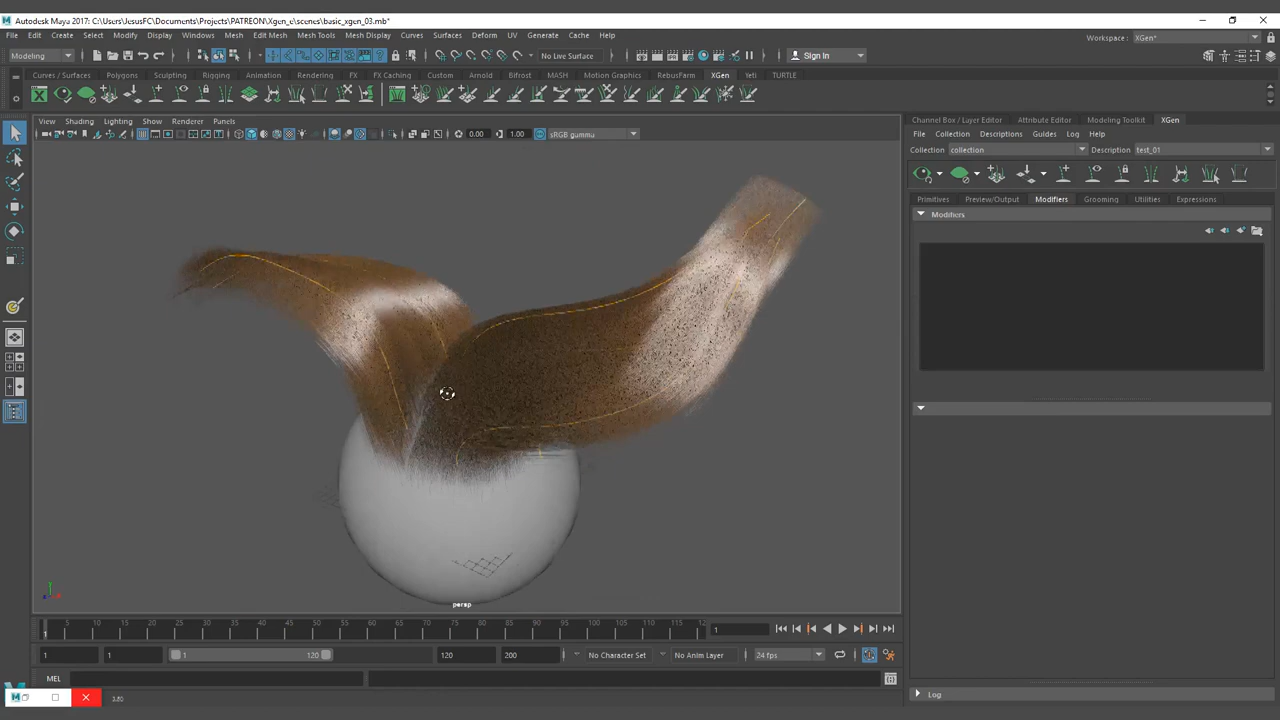 Autodesk Maya 2017: C:\Users\JesusFC\Documents\Projects\PATREON\Xgen_e\scenes\basic_xgen_03.mb*
File Edit Create Select Modify Display Windows Mesh Edit Mesh Mesh Tools Mesh Display Curves Surfaces Deform UV Generate Cache Help
Workspace : XGen*
Modeling No Live Surface Sign In
Curves / Surfaces Polygons Sculpting Rigging Animation Rendering FX FX Caching Custom Arnold Bifrost MASH Motion Graphics RebusFarm XGen Yeti TURTLE
View Shading Lighting Show Renderer Panels
0.00 1.00 sRGB gamma
Channel Box / Layer Editor Attribute Editor Modeling Toolkit XGen
File Collection Descriptions Guides Log Help
Collection collection Description test_01
Primitives Preview/Output Modifiers Grooming Utilities Expressions
Modifiers
persp
5 10 15 20 25 30 35 40 45 50 55 60 65 70 75 80 85 90 95 100 105 110 115 12
1
1
1 1 1 120 120 200 No Character Set No Anim Layer 24 fps
MEL
Log
3.80